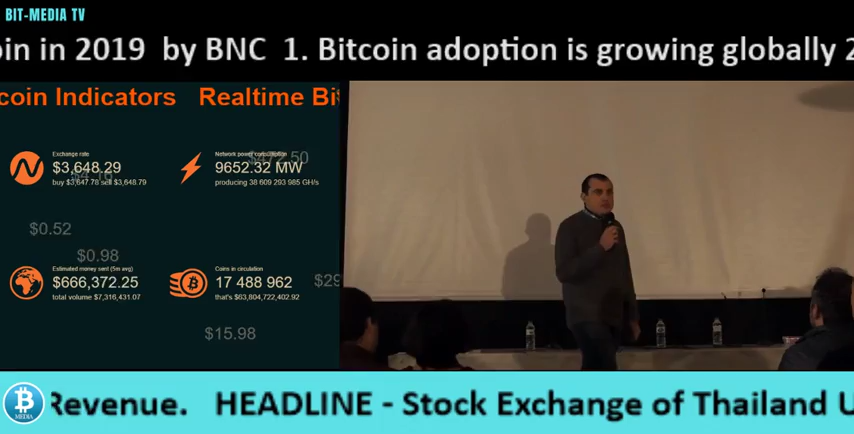 BIT-MEDIA TV
oin in 2019 by BNC 1. Bitcoin adoption is growing globally 2
coin Indicators Realtime Bi
Exchange rate
$3,648.29
buy $3,647.78 sell $3,648.79
Network power consumption
9652.32 MW
producing 38 609 293 985 GH/s
$0.52
$0.98
Estimated money sent (5m avg)
$666,372.25
total volume $7,316,431.07
Coins in circulation
17 488 962
that's $63,804,722,402.92
$29
$15.98
B
MEDIA
Revenue. HEADLINE - Stock Exchange of Thailand U